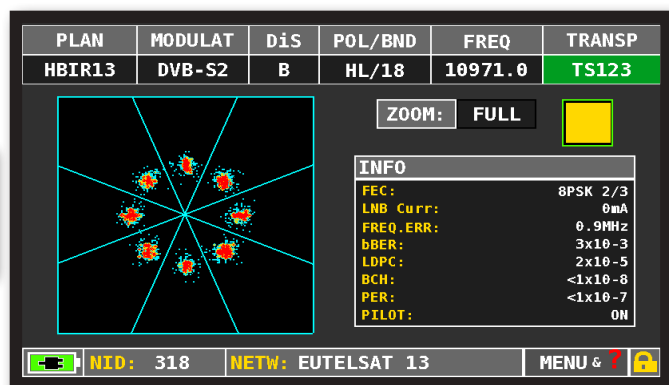 PLAN MODULAT DiS POL/BND FREQ TRANSP
HBIR13 DVB-S2 B HL/18 10971.0 TS123
ZOOM: FULL
INFO
FEC: 8PSK 2/3
LNB Curr: 0mA
FREQ.ERR: 0.9MHz
bBER: 3x10-3
LDPC: 2x10-5
BCH: <1x10-8
PER: <1x10-7
PILOT: ON
NID: 318 NETW: EUTELSAT 13 MENU & ?